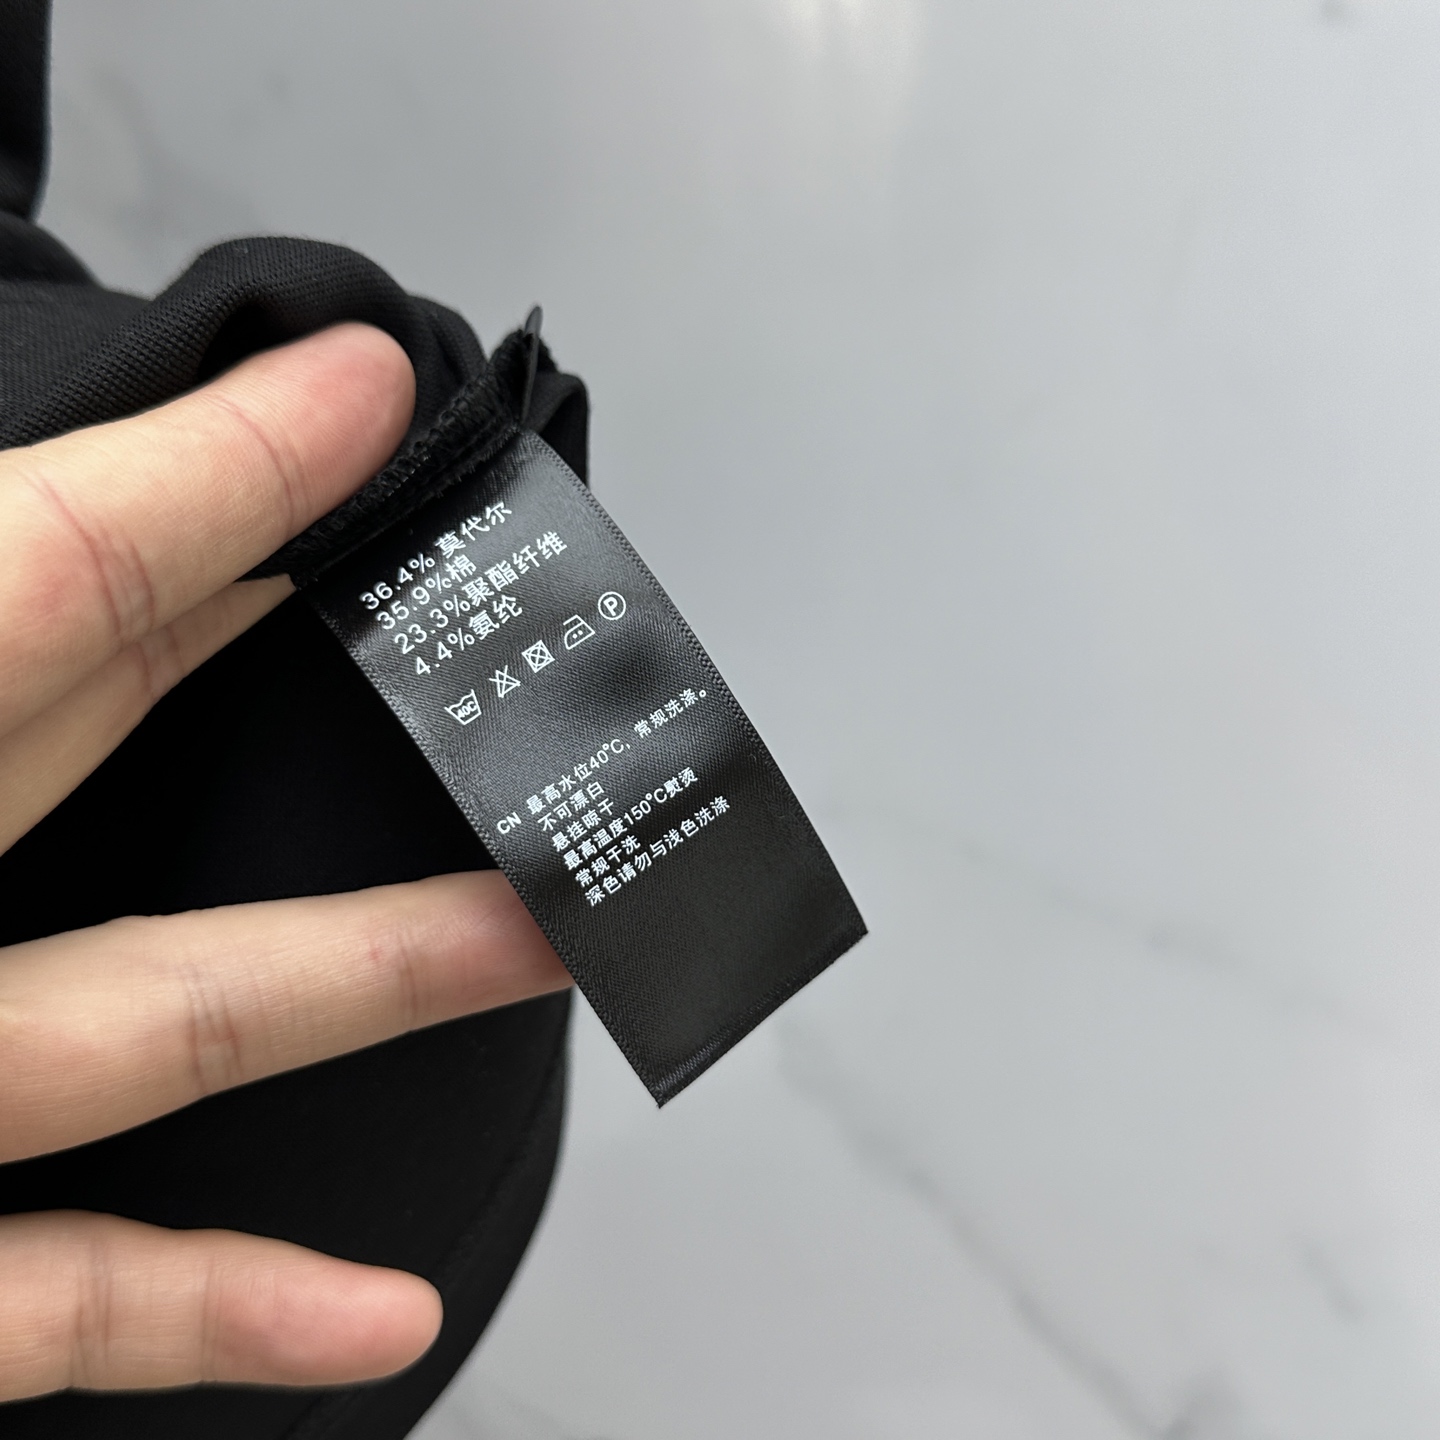 36.4% 莫代尔
35.9%棉
23.3%聚酯纤维
4.4%氨纶
40C P
CN 最高水位40°C, 常规洗涤。
不可漂白
悬挂晾干
最高温度150°C熨烫
常规干洗
深色请勿与浅色洗涤